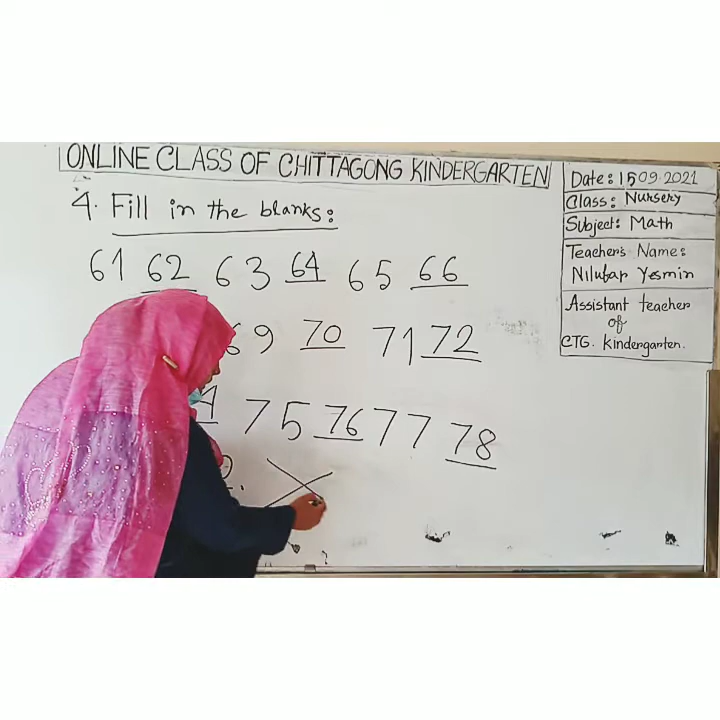 ONLINE CLASS OF CHITTAGONG KINDERGARTEN
4. Fill in the blanks:
61 62 63 64 65 66
69 70 71 72
75 76 77 78
Date: 15 09.2021
Class: Nursery
Subject: Math
Teacher's Name:
Nilufar Yesmin
Assistant teacher
of
CTG. Kindergarten.